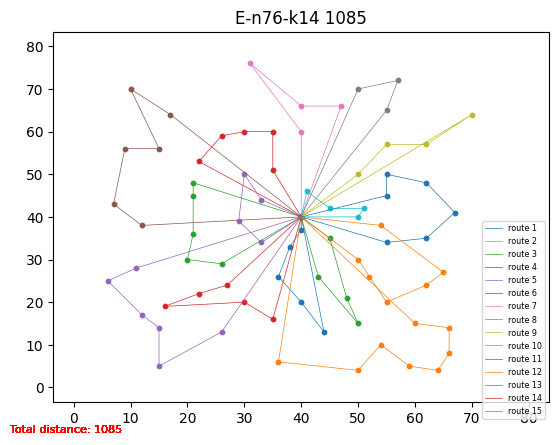 E-n76-k14 1085
80
70
60
50
40
30
20
10
0
0 10 20 30 40 50 60 70 80
route 1
route 2
route 3
route 4
route 5
route 6
route 7
route 8
route 9
route 10
route 11
route 12
route 13
route 14
route 15
Total distance: 1085